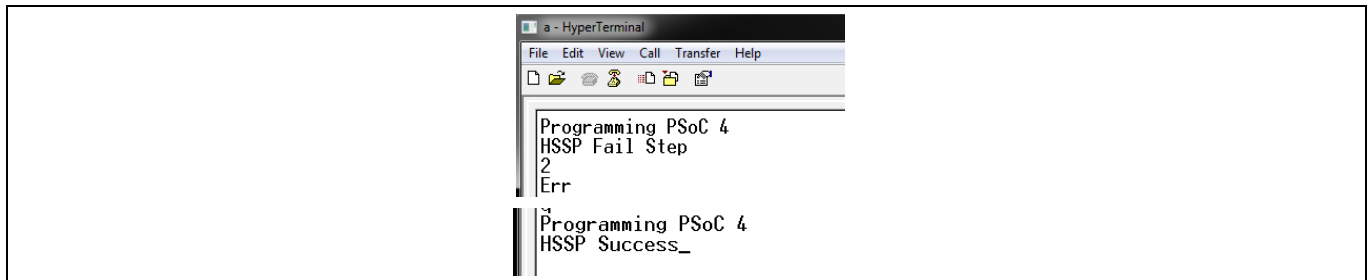 a - HyperTerminal
File Edit View Call Transfer Help
Programming PSoC 4
HSSP Fail Step
2
Err
Programming PSoC 4
HSSP Success_